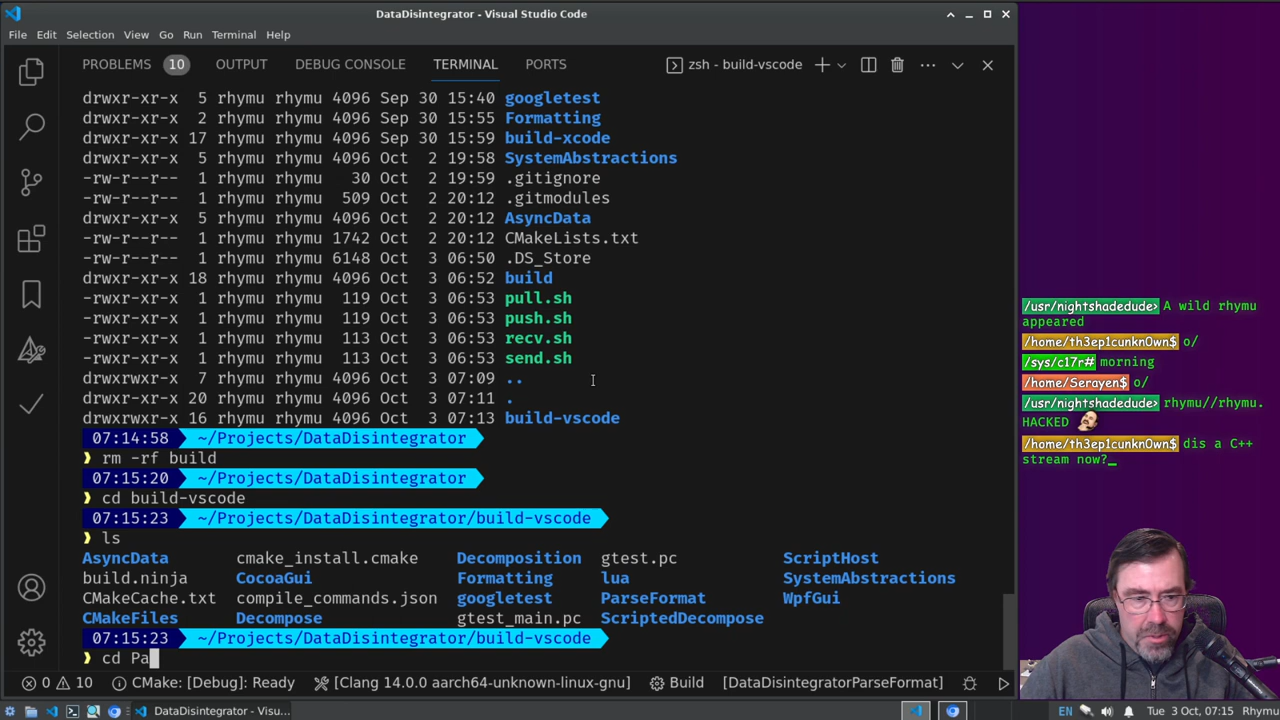 DataDisintegrator - Visual Studio Code
File Edit Selection View Go Run Terminal Help
PROBLEMS 10 OUTPUT DEBUG CONSOLE TERMINAL PORTS zsh - build-vscode
drwxr-xr-x 5 rhymu rhymu 4096 Sep 30 15:40 googletest
drwxr-xr-x 2 rhymu rhymu 4096 Sep 30 15:55 Formatting
drwxr-xr-x 17 rhymu rhymu 4096 Sep 30 15:59 build-xcode
drwxr-xr-x 5 rhymu rhymu 4096 Oct 2 19:58 SystemAbstractions
-rw-r--r-- 1 rhymu rhymu 30 Oct 2 19:59 .gitignore
-rw-r--r-- 1 rhymu rhymu 509 Oct 2 20:12 .gitmodules
drwxr-xr-x 5 rhymu rhymu 4096 Oct 2 20:12 AsyncData
-rw-r--r-- 1 rhymu rhymu 1742 Oct 2 20:12 CMakeLists.txt
-rw-r--r-- 1 rhymu rhymu 6148 Oct 3 06:50 .DS_Store
drwxr-xr-x 18 rhymu rhymu 4096 Oct 3 06:52 build
-rwxr-xr-x 1 rhymu rhymu 119 Oct 3 06:53 pull.sh
-rwxr-xr-x 1 rhymu rhymu 119 Oct 3 06:53 push.sh
-rwxr-xr-x 1 rhymu rhymu 113 Oct 3 06:53 recv.sh
-rwxr-xr-x 1 rhymu rhymu 113 Oct 3 06:53 send.sh
drwxrwxr-x 7 rhymu rhymu 4096 Oct 3 07:09 ..
drwxr-xr-x 20 rhymu rhymu 4096 Oct 3 07:11 .
drwxrwxr-x 16 rhymu rhymu 4096 Oct 3 07:13 build-vscode
07:14:58 ~/Projects/DataDisintegrator
❯ rm -rf build
07:15:20 ~/Projects/DataDisintegrator
❯ cd build-vscode
07:15:23 ~/Projects/DataDisintegrator/build-vscode
❯ ls
AsyncData cmake_install.cmake Decomposition gtest.pc ScriptHost
build.ninja CocoaGui Formatting lua SystemAbstractions
CMakeCache.txt compile_commands.json googletest ParseFormat WpfGui
CMakeFiles Decompose gtest_main.pc ScriptedDecompose
07:15:23 ~/Projects/DataDisintegrator/build-vscode
❯ cd Pa
0 10 CMake: [Debug]: Ready [Clang 14.0.0 aarch64-unknown-linux-gnu] Build [DataDisintegratorParseFormat]
DataDisintegrator - Visu... EN Tue 3 Oct, 07:15 Rhymu
/usr/nightshadedude> A wild rhymu
appeared
/home/th3ep1cunkn0wn$ o/
/sys/c17r# morning
/home/Serayen$ o/
/usr/nightshadedude> rhymu//rhymu.
HACKED
/home/th3ep1cunkn0wn$ dis a C++
stream now?_